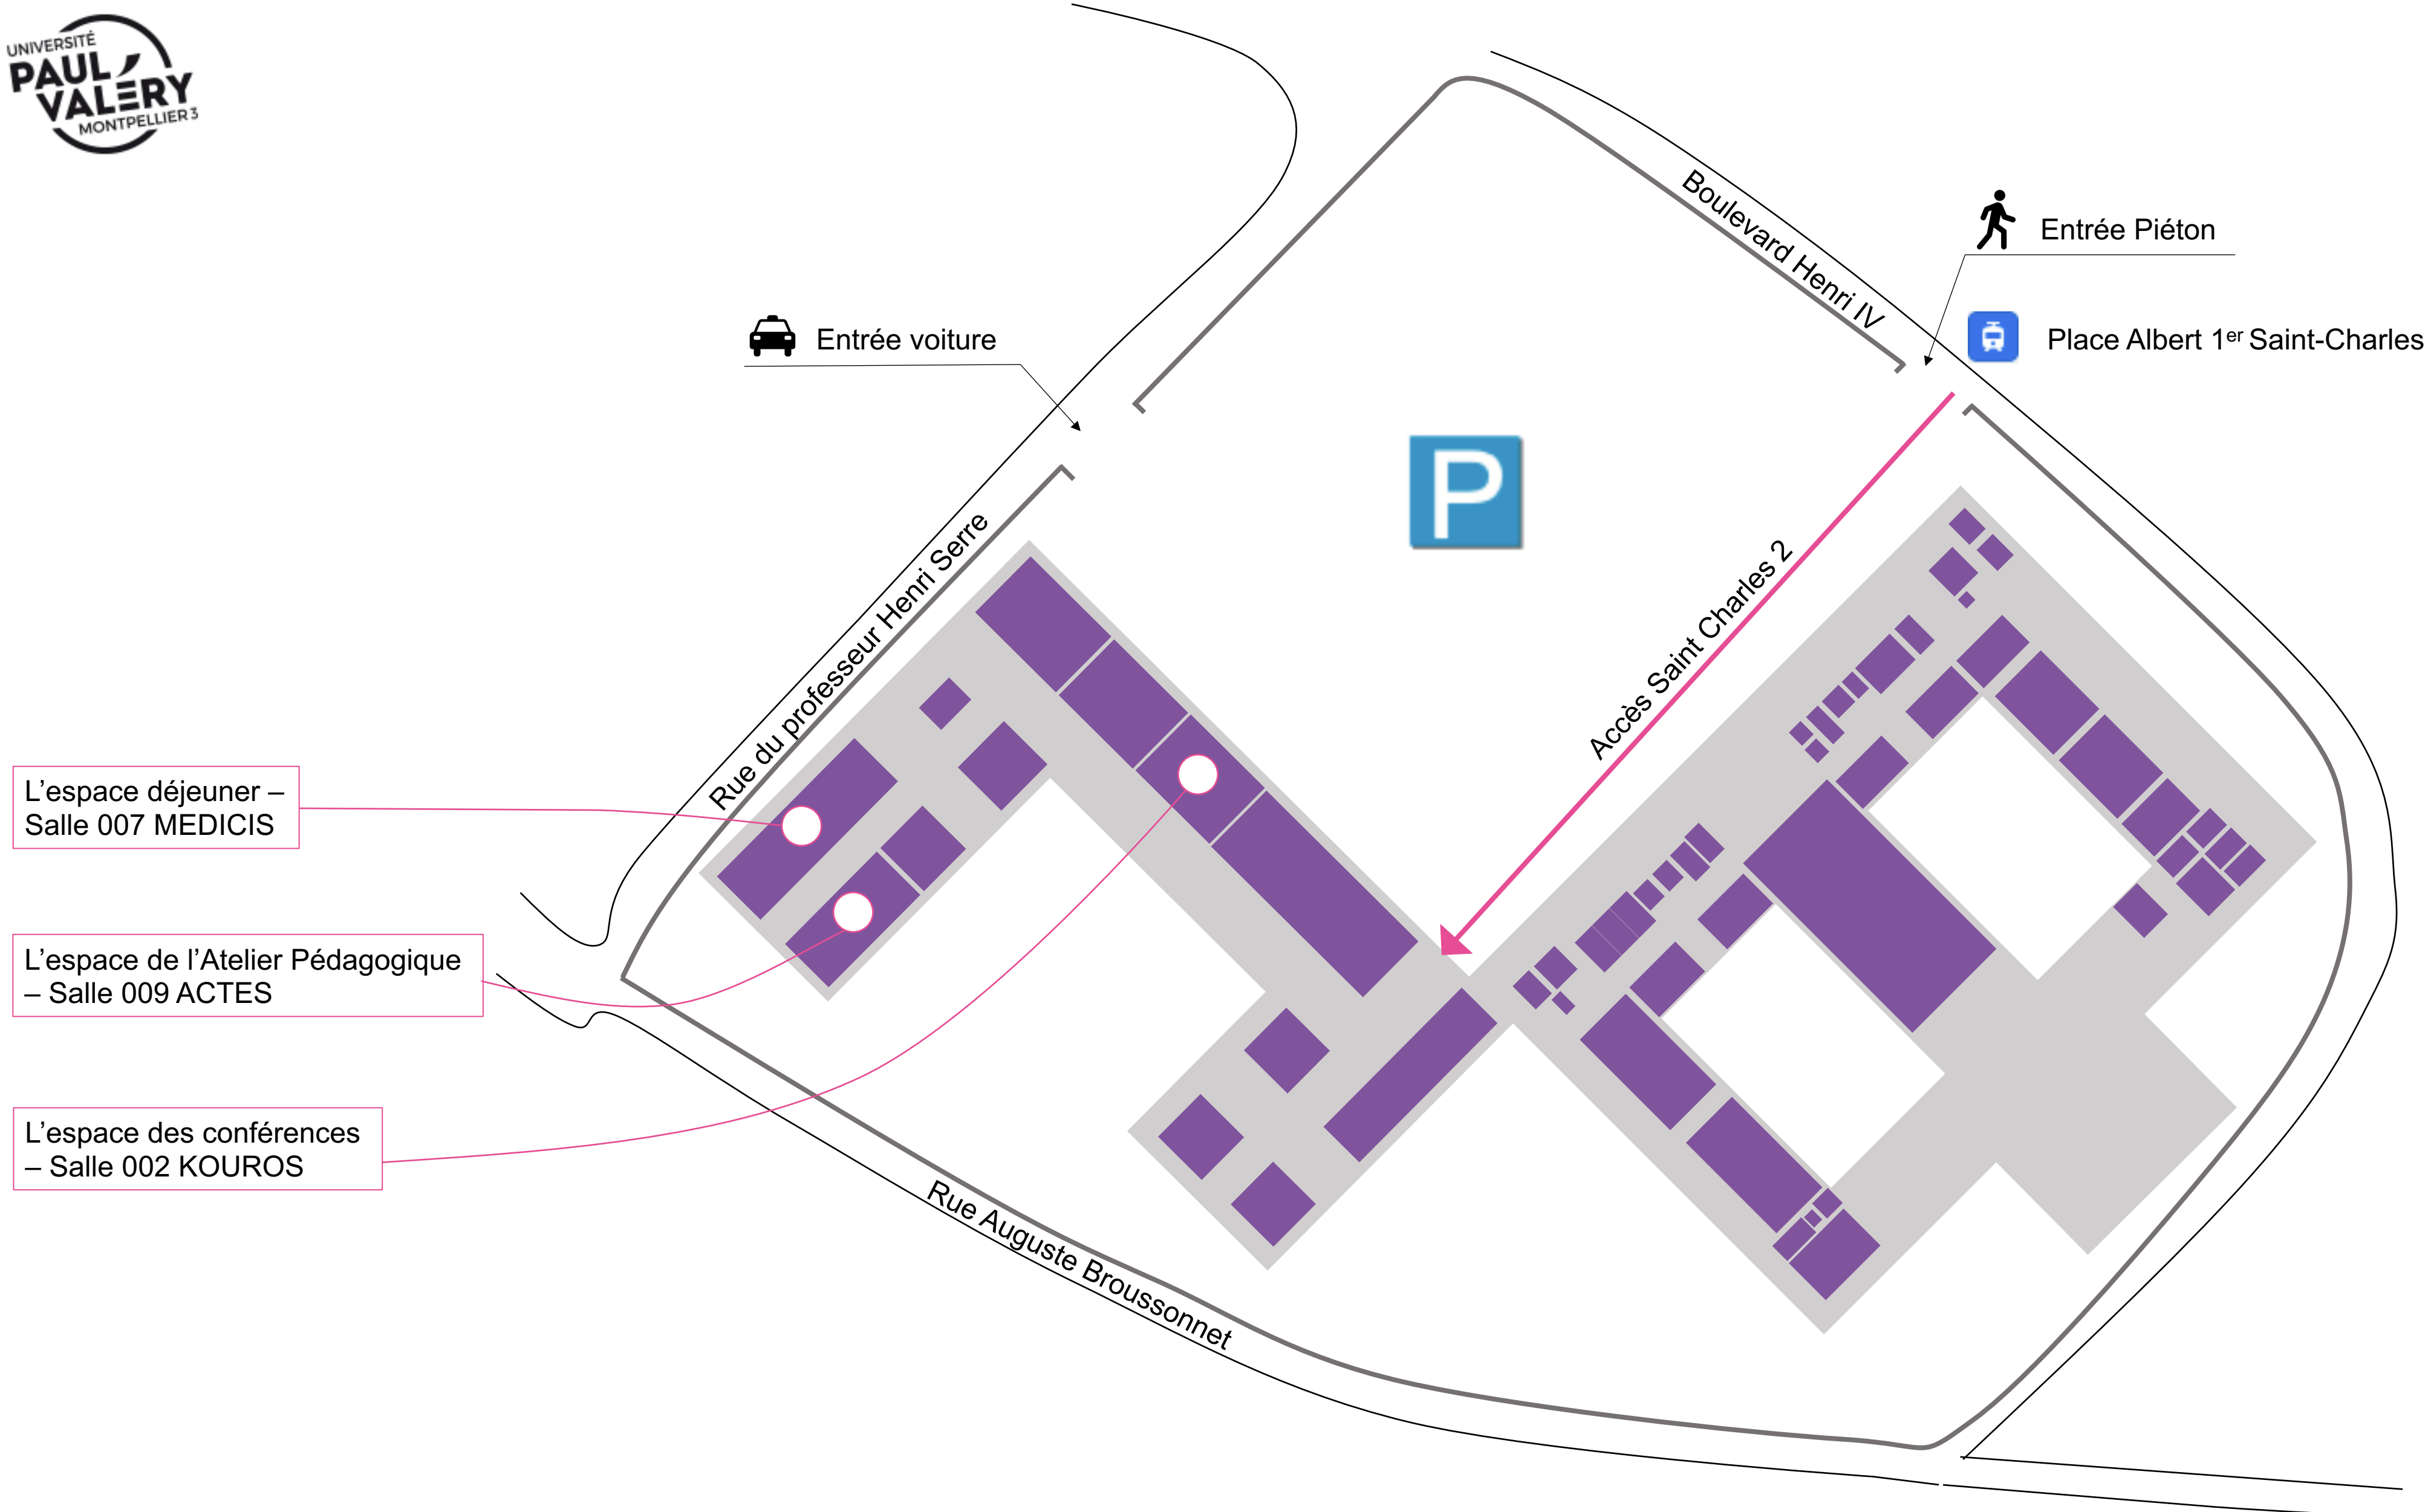 UNIVERSITÉ
PAUL
VALÉRY
MONTPELLIER 3
Boulevard Henri IV
Entrée Piéton
Entrée voiture
Place Albert 1er Saint-Charles
P
Rue du professeur Henri Serre
Accès Saint Charles 2
L’espace déjeuner –
Salle 007 MEDICIS
L’espace de l’Atelier Pédagogique
– Salle 009 ACTES
L’espace des conférences
– Salle 002 KOUROS
Rue Auguste Broussonnet